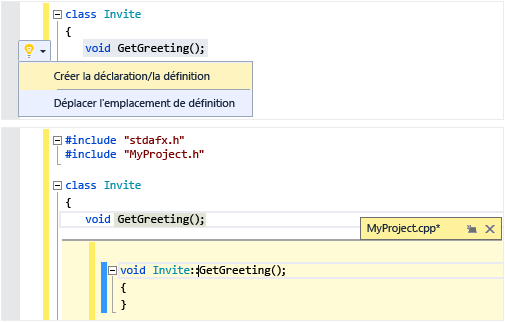 class Invite
{
void GetGreeting();
Créer la déclaration/la définition
Déplacer l'emplacement de définition
#include "stdafx.h"
#include "MyProject.h"
class Invite
{
void GetGreeting();
MyProject.cpp*
void Invite::GetGreeting();
{
}